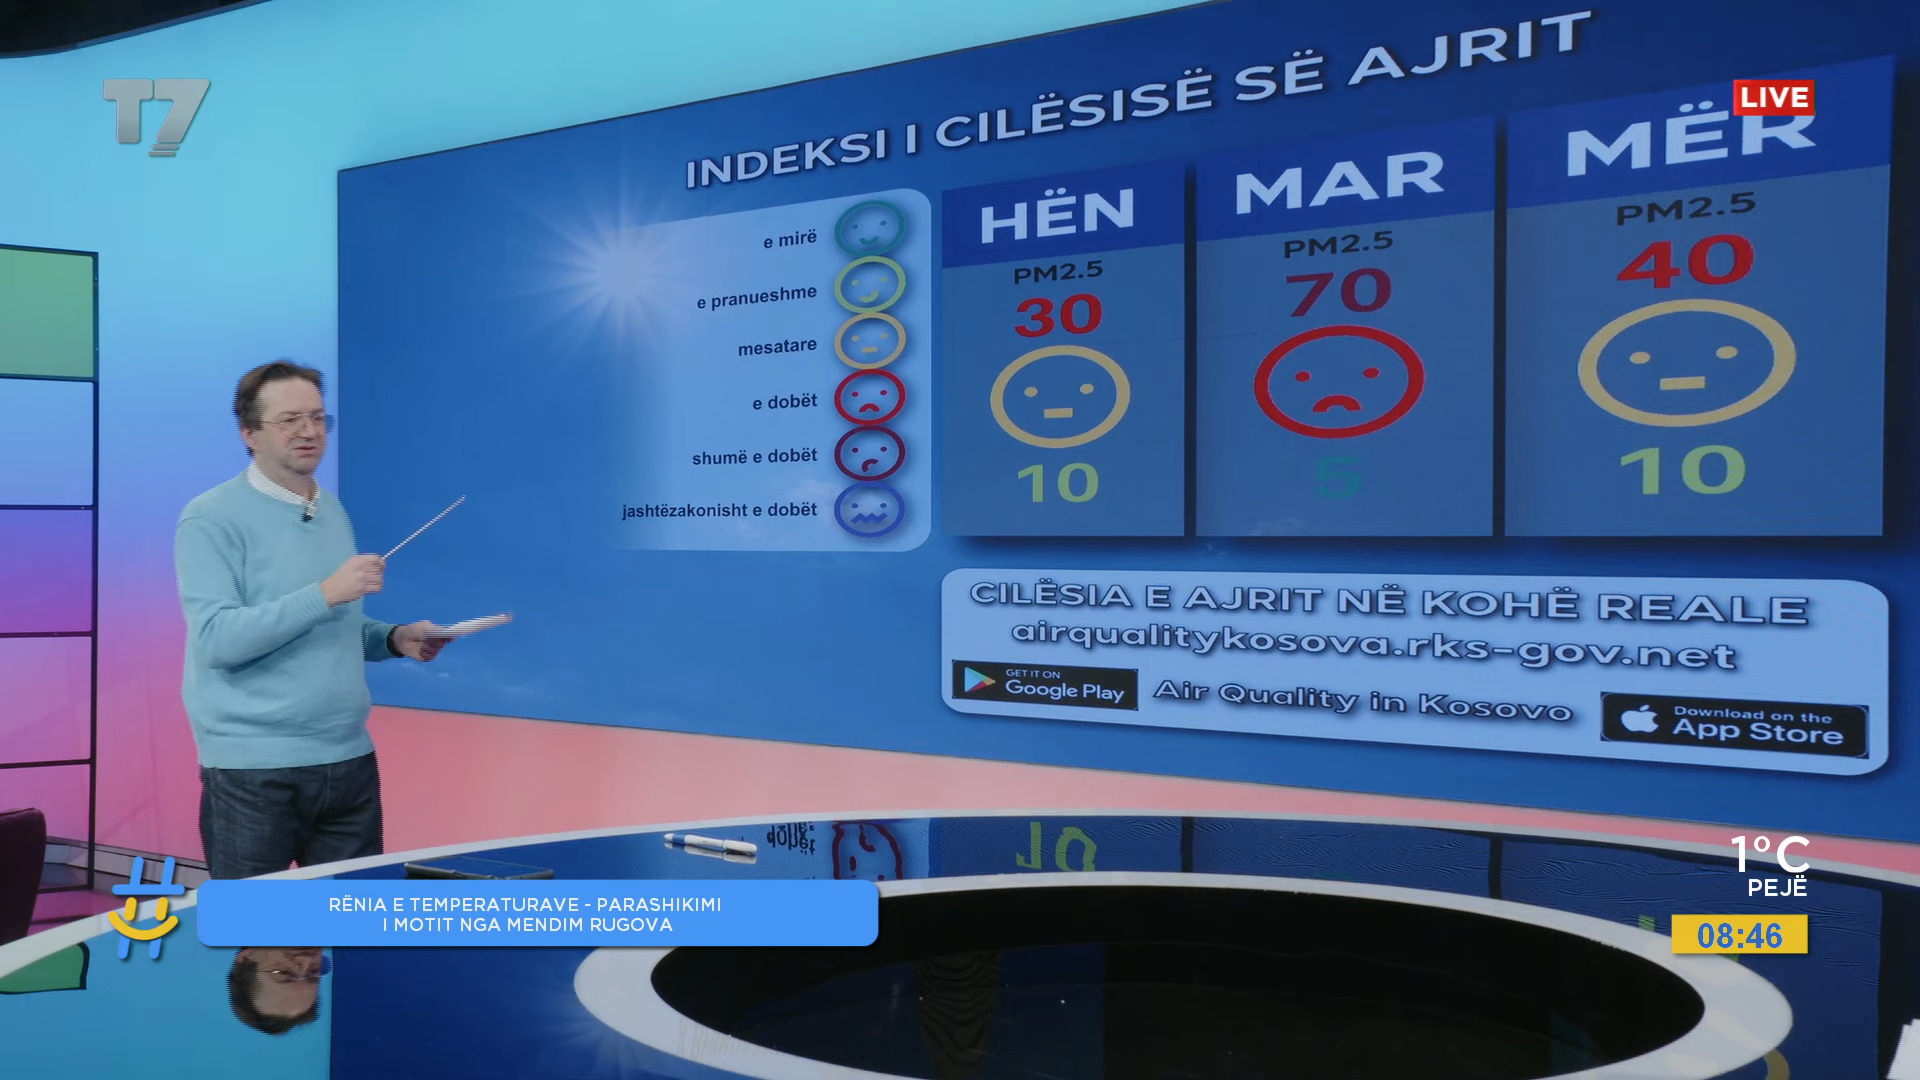 T7
LIVE
INDEKSI I CILËSISË SË AJRIT
e mirë
e pranueshme
mesatare
e dobët
shumë e dobët
jashtëzakonisht e dobët
HËN
PM2.5
30
10
MAR
PM2.5
70
5
MËR
PM2.5
40
10
CILËSIA E AJRIT NË KOHË REALE
airqualitykosova.rks-gov.net
GET IT ON
Google Play
Air Quality in Kosovo
Download on the
App Store
RËNIA E TEMPERATURAVE - PARASHIKIMI
I MOTIT NGA MENDIM RUGOVA
1°C
PEJË
08:46